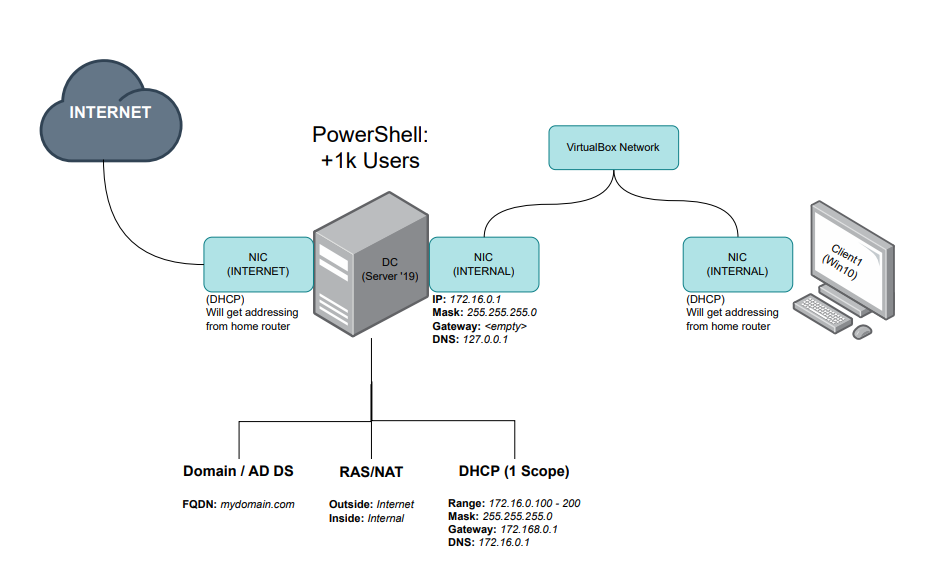 INTERNET
PowerShell:
+1k Users
VirtualBox Network
NIC
(INTERNET)
DC
(Server '19)
NIC
(INTERNAL)
NIC
(INTERNAL)
Client1
(Win10)
(DHCP)
Will get addressing
from home router
IP: 172.16.0.1
Mask: 255.255.255.0
Gateway: <empty>
DNS: 127.0.0.1
(DHCP)
Will get addressing
from home router
Domain / AD DS
FQDN: mydomain.com
RAS/NAT
Outside: Internet
Inside: Internal
DHCP (1 Scope)
Range: 172.16.0.100 - 200
Mask: 255.255.255.0
Gateway: 172.168.0.1
DNS: 172.16.0.1